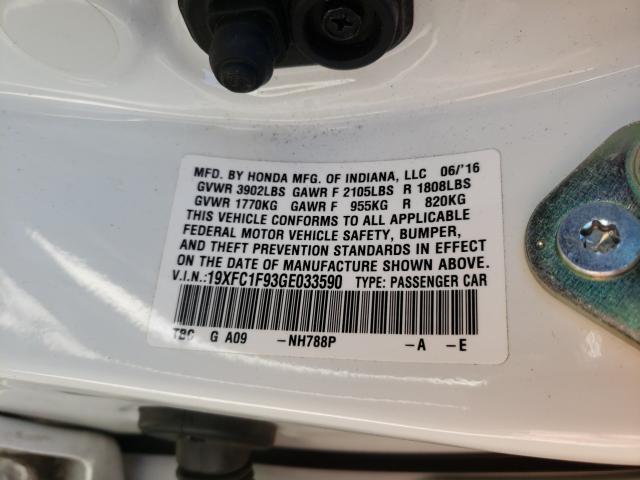 MFD. BY HONDA MFG. OF INDIANA, LLC 06/'16
GVWR 3902LBS GAWR F 2105LBS R 1808LBS
GVWR 1770KG GAWR F 955KG R 820KG
THIS VEHICLE CONFORMS TO ALL APPLICABLE
FEDERAL MOTOR VEHICLE SAFETY, BUMPER,
AND THEFT PREVENTION STANDARDS IN EFFECT
ON THE DATE OF MANUFACTURE SHOWN ABOVE.
V.I.N.:19XFC1F93GE033590 TYPE: PASSENGER CAR
TBC G A09 -NH788P -A -E